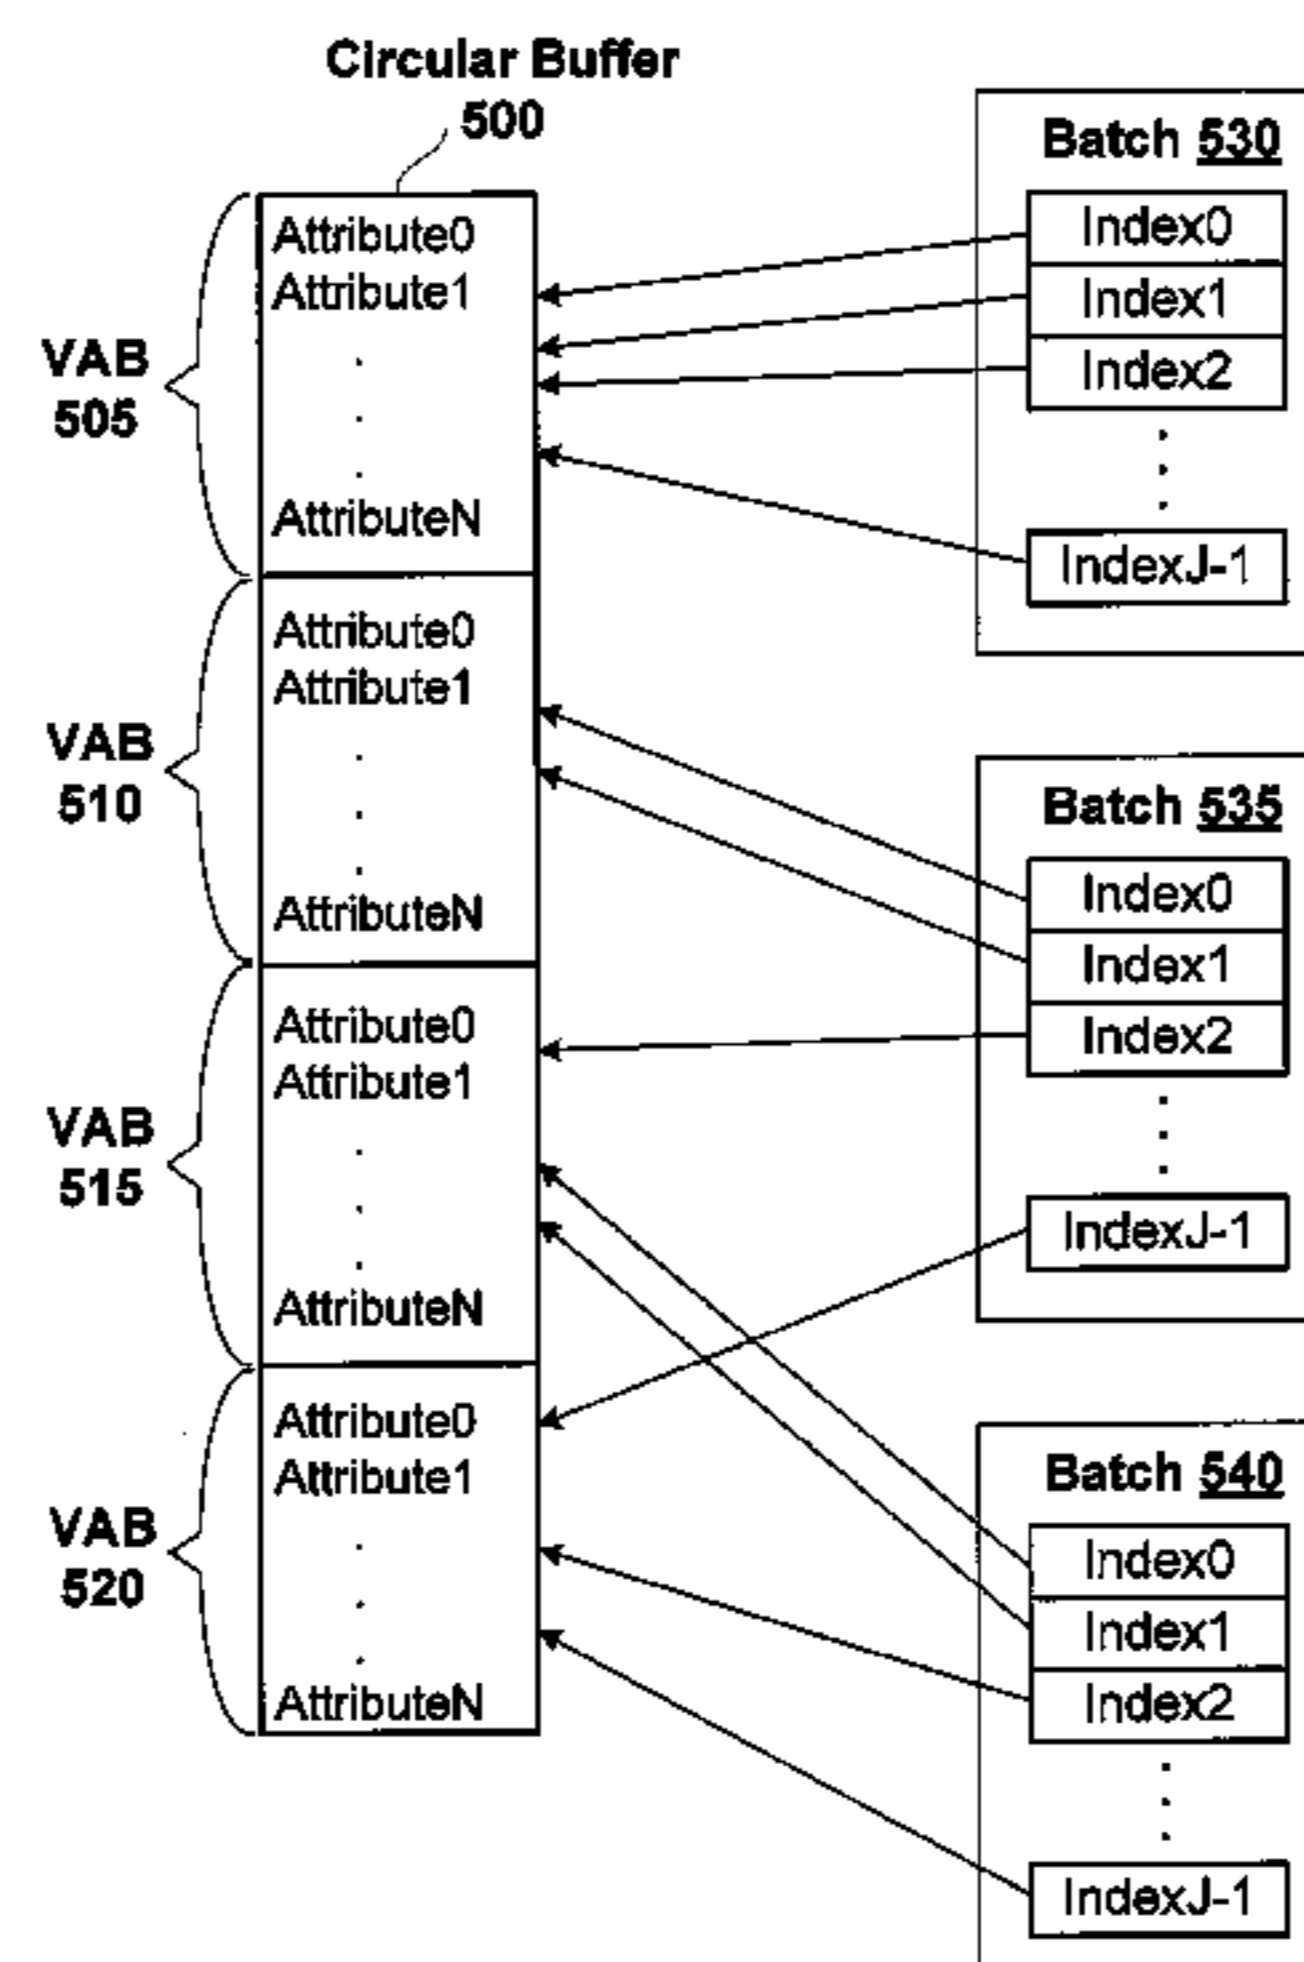 Circular Buffer
500
VAB
505
Attribute0
Attribute1
.
.
.
AttributeN
VAB
510
Attribute0
Attribute1
.
.
.
AttributeN
VAB
515
Attribute0
Attribute1
.
.
.
AttributeN
VAB
520
Attribute0
Attribute1
.
.
.
AttributeN
Batch 530
Index0
Index1
Index2
.
.
.
IndexJ-1
Batch 535
Index0
Index1
Index2
.
.
.
IndexJ-1
Batch 540
Index0
Index1
Index2
.
.
.
IndexJ-1